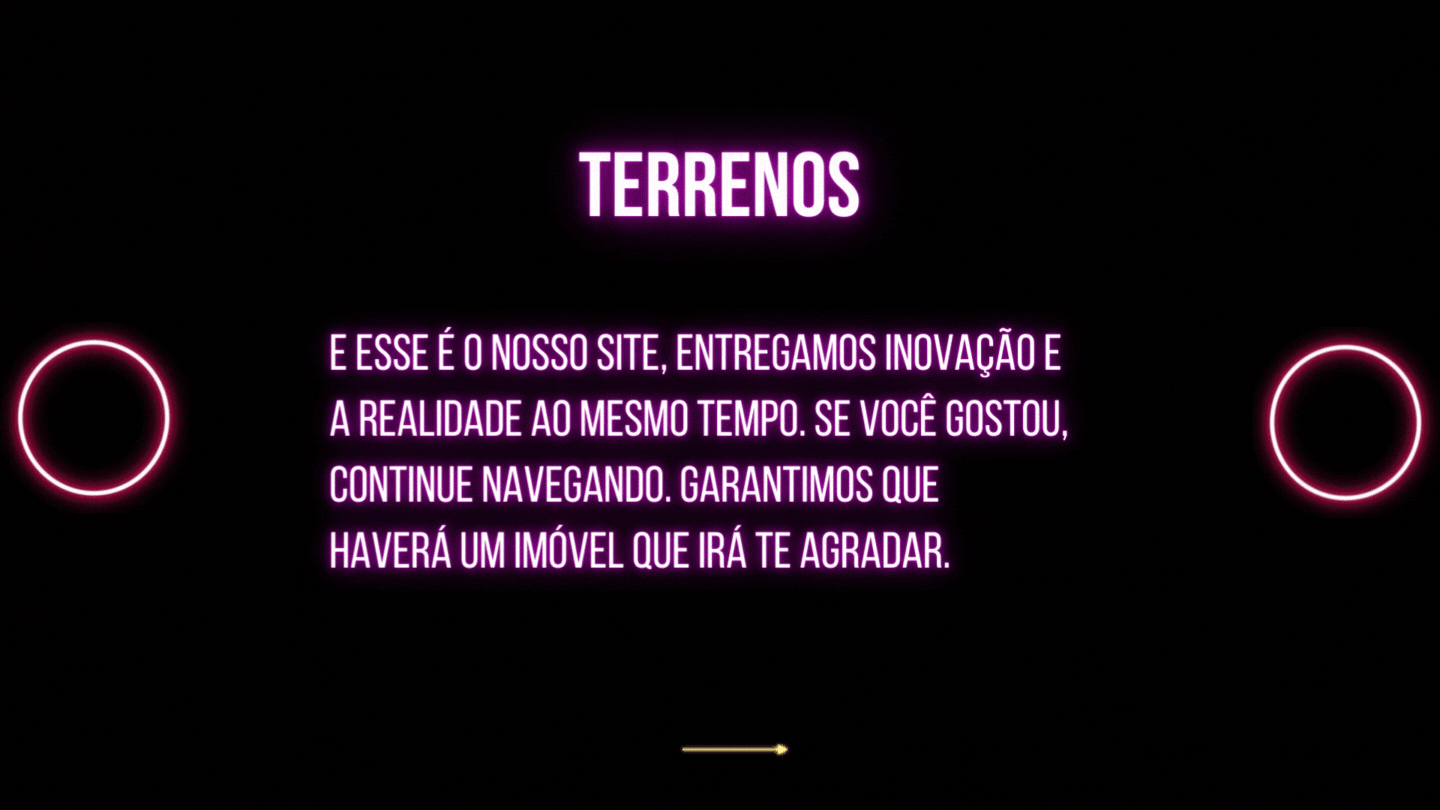 TERRENOS
E ESSE É O NOSSO SITE, ENTREGAMOS INOVAÇÃO E
A REALIDADE AO MESMO TEMPO. SE VOCÊ GOSTOU,
CONTINUE NAVEGANDO. GARANTIMOS QUE
HAVERÁ UM IMÓVEL QUE IRÁ TE AGRADAR.